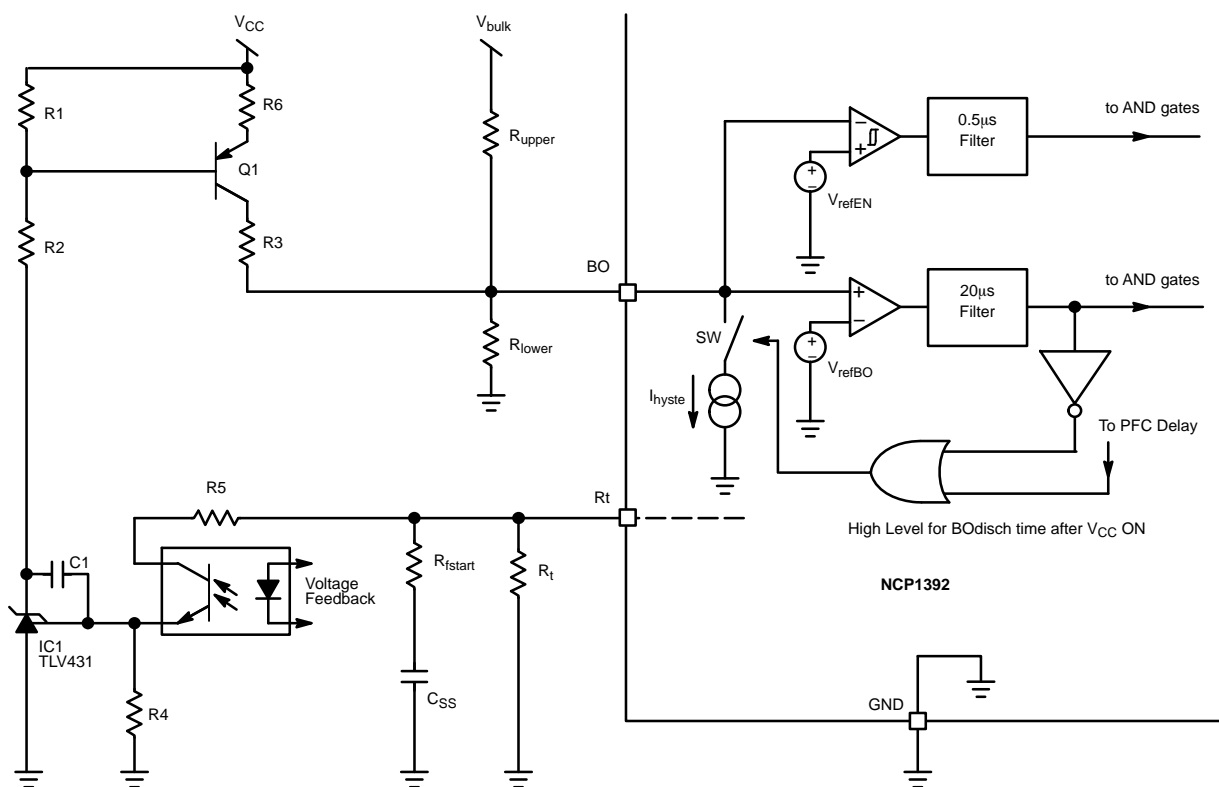 VCC
Vbulk
R1
R6
Rupper
Q1
R2
R3
BO
Rlower
0.5µs
Filter
to AND gates
VrefEN
20µs
Filter
to AND gates
SW
VrefBO
Ihyste
To PFC Delay
High Level for BOdisch time after VCC ON
NCP1392
R5
Rt
C1
Voltage
Feedback
Rfstart
Rt
IC1
TLV431
R4
CSS
GND